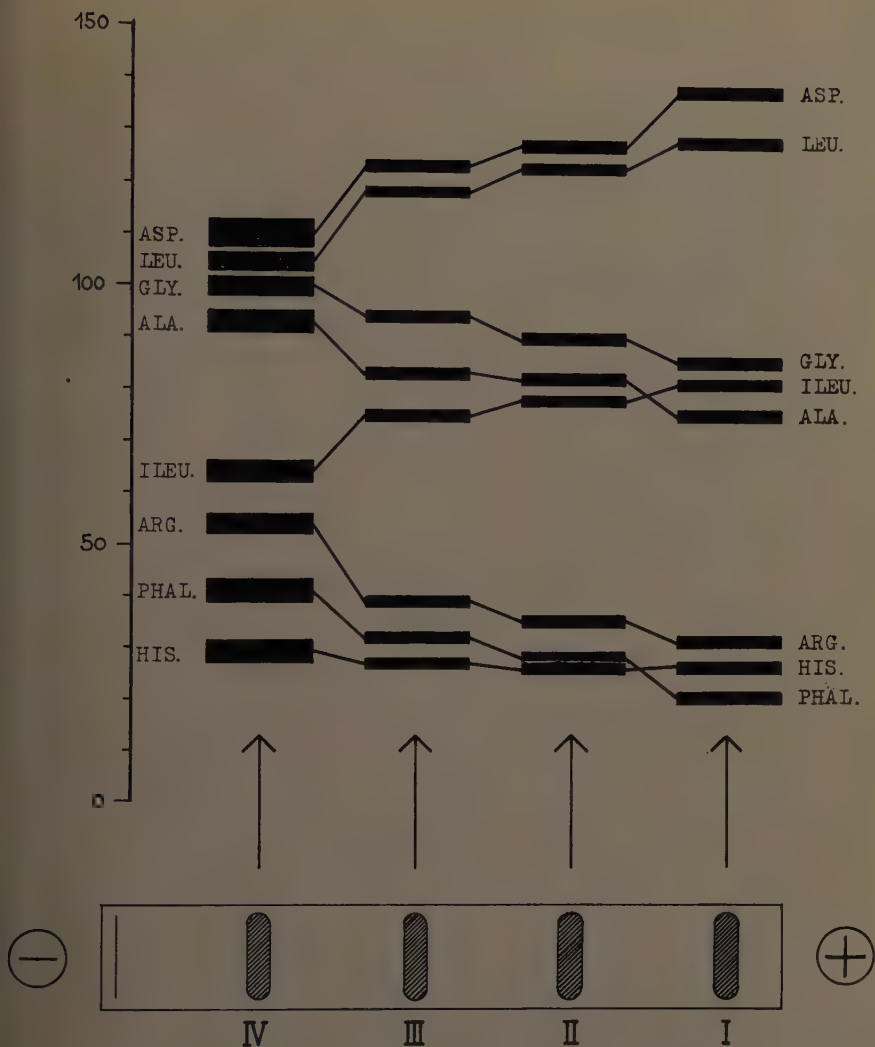 150
ASP.
LEU.
ASP.
LEU.
100
GLY.
ALA.
GLY.
ILEU.
ALA.
ILEU.
50
ARG.
PHAL.
HIS.
ARG.
HIS.
PHAL.
0
− +
IV III II I